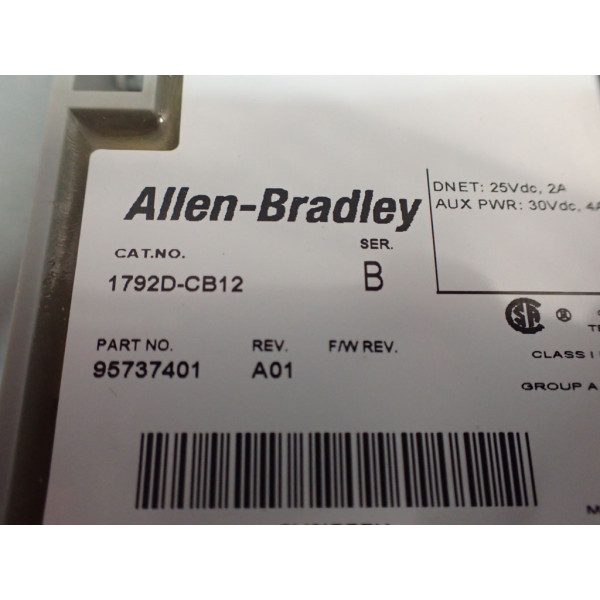 Allen-Bradley
CAT.NO.
SER.
1792D-CB12
B
PART NO.
REV.
F/W REV.
95737401
A01
DNET: 25Vdc, 2A
AUX PWR: 30Vdc, 4A
CLASS I
GROUP A